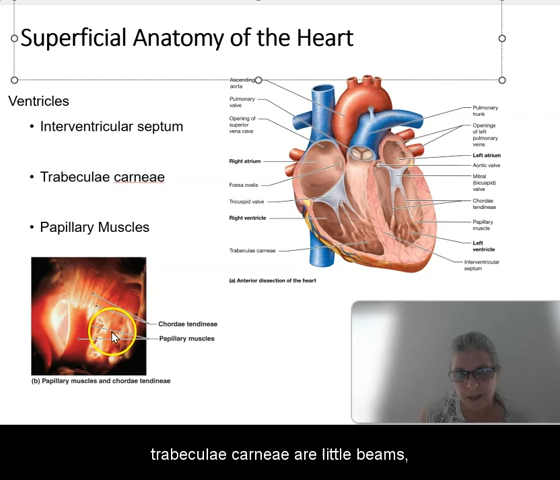 Superficial Anatomy of the Heart
Ventricles
• Interventricular septum
• Trabeculae carneae
• Papillary Muscles
Ascending
aorta
Pulmonary
valve
Opening of
superior
vena cava
Right atrium
Fossa ovalis
Tricuspid valve
Right ventricle
Trabeculae carneae
Pulmonary
trunk
Openings
of left
pulmonary
veins
Left atrium
Aortic valve
Mitral
(bicuspid)
valve
Chordae
tendineae
Papillary
muscle
Left
ventricle
Interventricular
septum
(a) Anterior dissection of the heart
Chordae tendineae
Papillary muscles
(b) Papillary muscles and chordae tendineae
trabeculae carneae are little beams,